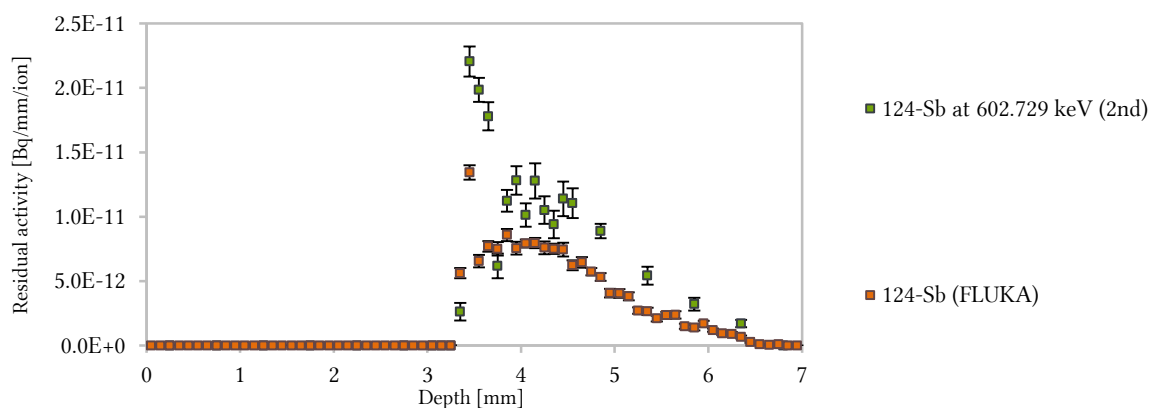 2.5E-11
2.0E-11
1.5E-11
1.0E-11
5.0E-12
0.0E+0
Residual activity [Bq/mm/ion]
0 1 2 3 4 5 6 7
Depth [mm]
124-Sb at 602.729 keV (2nd)
124-Sb (FLUKA)